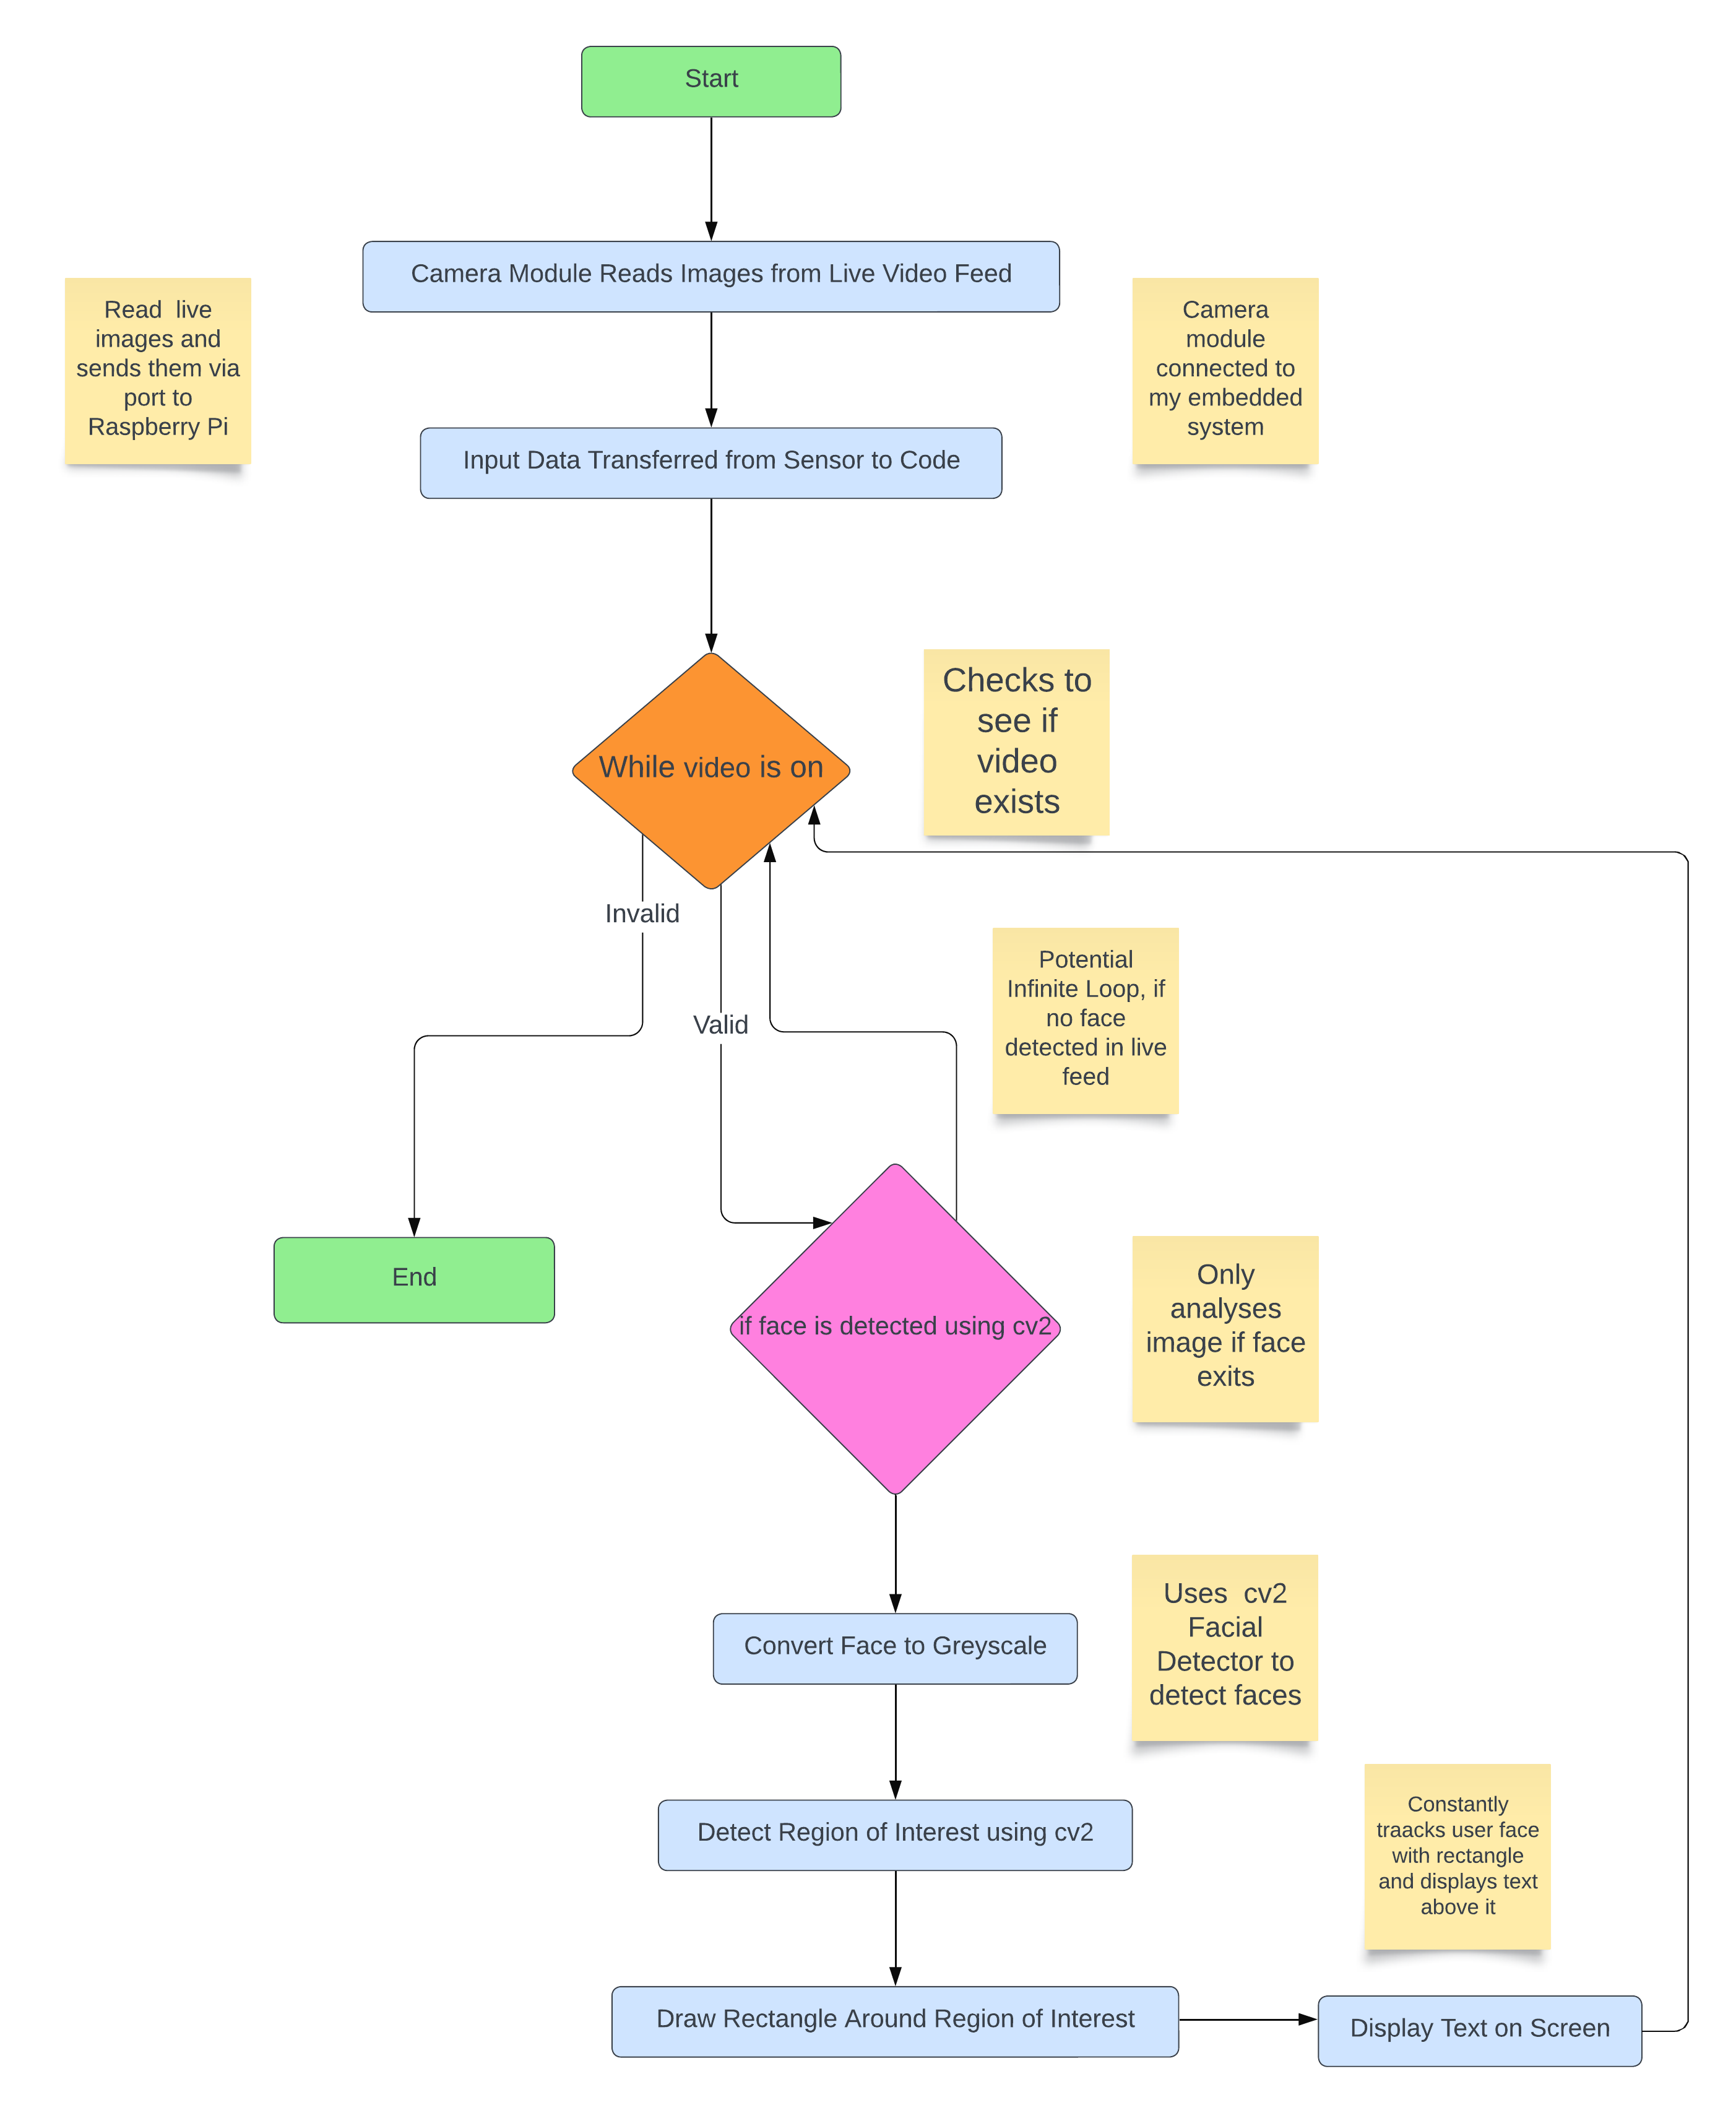 Start
Camera Module Reads Images from Live Video Feed
Read live
images and
sends them via
port to
Raspberry Pi
Camera
module
connected to
my embedded
system
Input Data Transferred from Sensor to Code
While video is on
Checks to
see if
video
exists
Invalid
Valid
Potential
Infinite Loop, if
no face
detected in live
feed
End
if face is detected using cv2
Only
analyses
image if face
exits
Convert Face to Greyscale
Uses cv2
Facial
Detector to
detect faces
Detect Region of Interest using cv2
Constantly
traacks user face
with rectangle
and displays text
above it
Draw Rectangle Around Region of Interest
Display Text on Screen